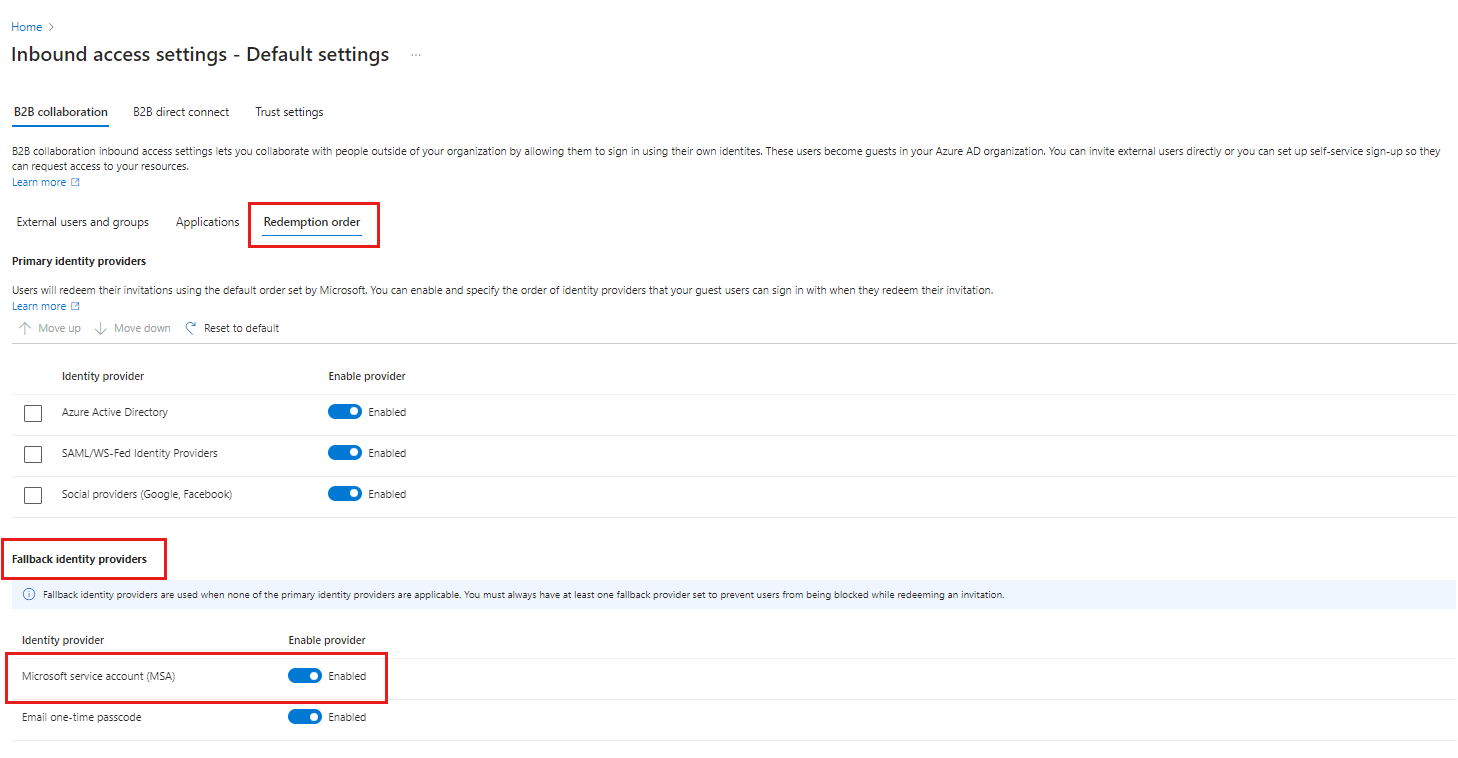 Home >
Inbound access settings - Default settings ...
B2B collaboration B2B direct connect Trust settings
B2B collaboration inbound access settings lets you collaborate with people outside of your organization by allowing them to sign in using their own identites. These users become guests in your Azure AD organization. You can invite external users directly or you can set up self-service sign-up so they
can request access to your resources.
Learn more
External users and groups Applications Redemption order
Primary identity providers
Users will redeem their invitations using the default order set by Microsoft. You can enable and specify the order of identity providers that your guest users can sign in with when they redeem their invitation.
Learn more
Move up Move down Reset to default
Identity provider Enable provider
Azure Active Directory Enabled
SAML/WS-Fed Identity Providers Enabled
Social providers (Google, Facebook) Enabled
Fallback identity providers
Fallback identity providers are used when none of the primary identity providers are applicable. You must always have at least one fallback provider set to prevent users from being blocked while redeeming an invitation.
Identity provider Enable provider
Microsoft service account (MSA) Enabled
Email one-time passcode Enabled